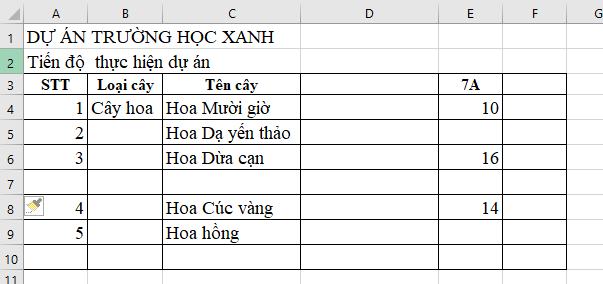 A B C D E F G
1 DỰ ÁN TRƯỜNG HỌC XANH
2 Tiến độ thực hiện dự án
3 STT Loại cây Tên cây 7A
4 1 Cây hoa Hoa Mười giờ 10
5 2 Hoa Dạ yến thảo
6 3 Hoa Dừa cạn 16
7
8 4 Hoa Cúc vàng 14
9 5 Hoa hồng
10
11